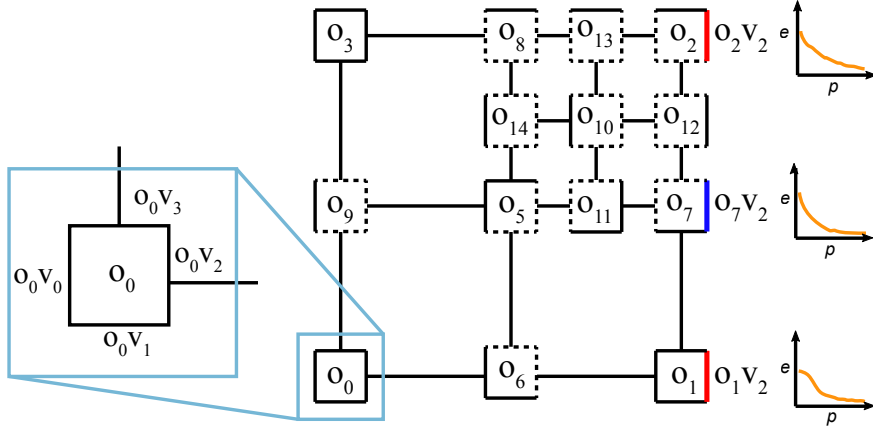 o₃ o₈ o₁₃ o₂ o₂v₂ e
p
o₁₄ o₁₀ o₁₂
o₀v₃ o₉ o₅ o₁₁ o₇ o₇v₂ e
p
o₀v₀ o₀ o₀v₂
o₀v₁
o₀ o₆ o₁ o₁v₂ e
p